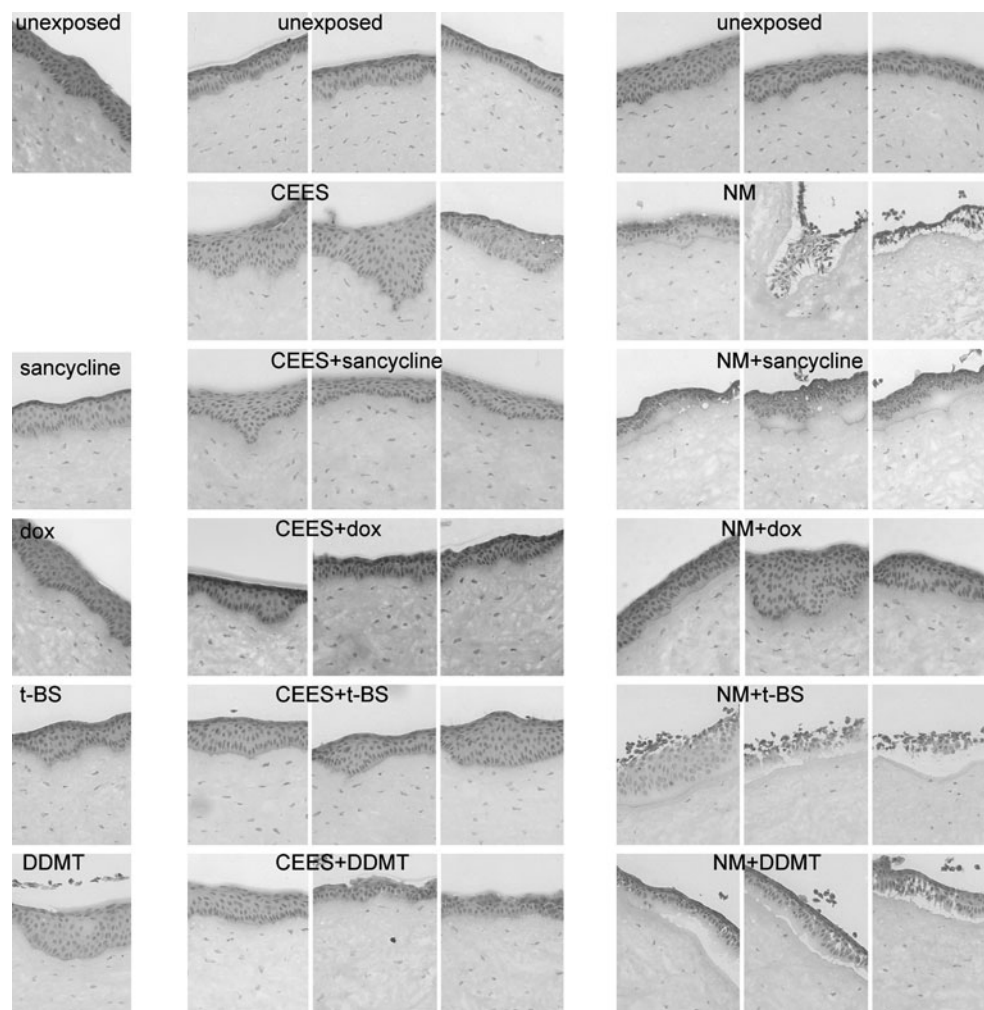 unexposed unexposed unexposed
CEES NM
sancycline CEES+sancycline NM+sancycline
dox CEES+dox NM+dox
t-BS CEES+t-BS NM+t-BS
DDMT CEES+DDMT NM+DDMT